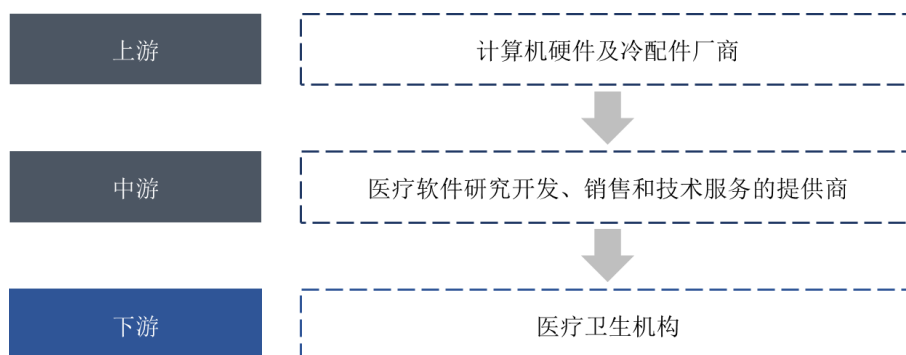 上游
计算机硬件及冷配件厂商
中游
医疗软件研究开发、销售和技术服务的提供商
下游
医疗卫生机构